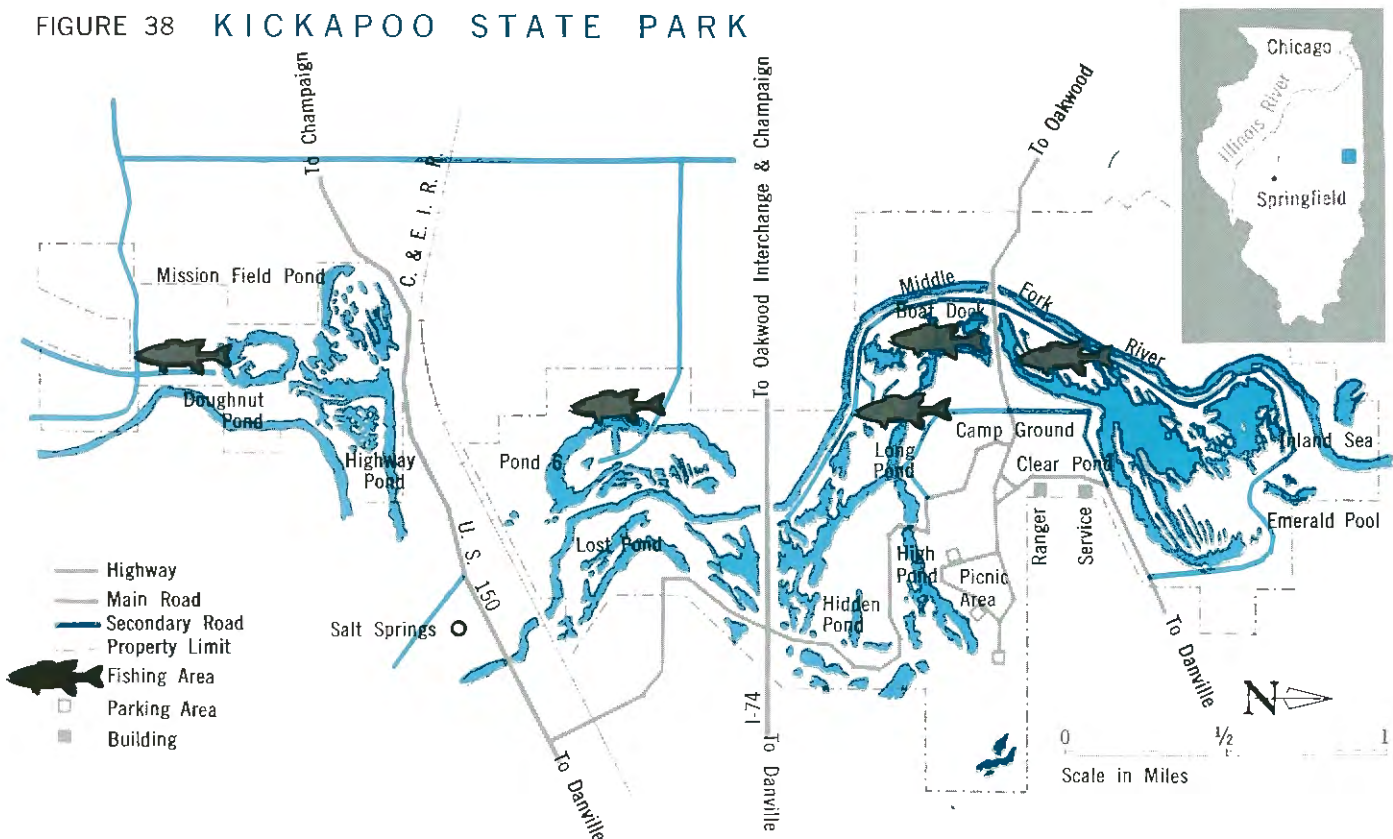 FIGURE 38 KICKAPOO STATE PARK
Chicago
Illinois River
Springfield
To Champaign
C. & E. I. R. R.
To Oakwood Interchange & Champaign
To Oakwood
Mission Field Pond
Middle Fork River
Boat Dock
Doughnut
Pond
Highway
Pond
Pond 6
Long
Pond
Camp Ground
Clear Pond
Inland Sea
Emerald Pool
Ranger
Service
Lost Pond
High
Pond
Picnic
Area
Hidden
Pond
U. S. 150
Salt Springs
I-74
To Danville
To Danville
To Danville
Highway
Main Road
Secondary Road
Property Limit
Fishing Area
Parking Area
Building
N
0 ½ 1
Scale in Miles